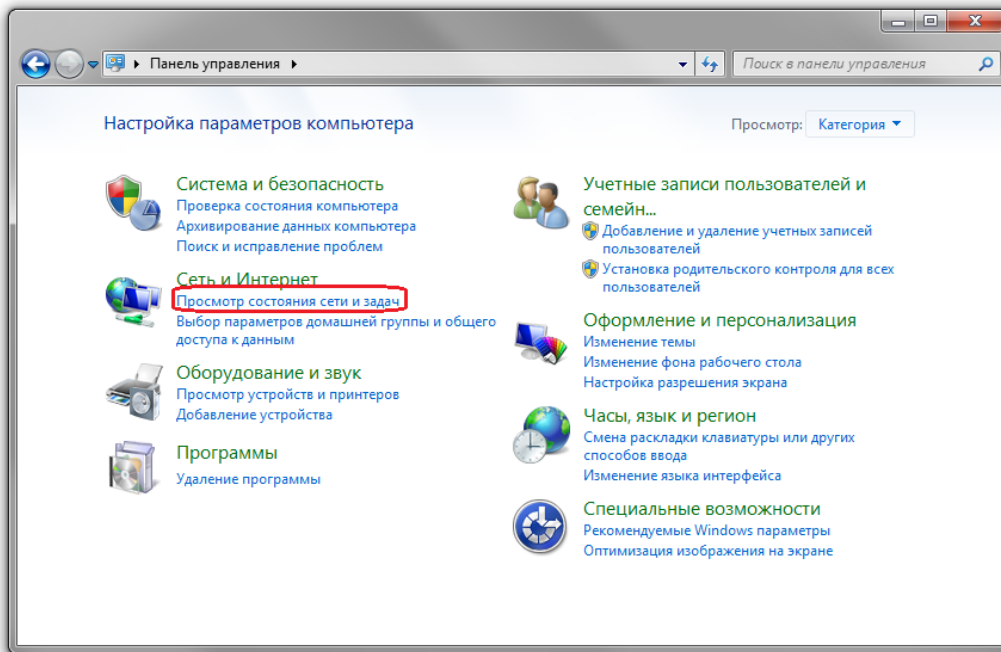 Панель управления
Поиск в панели управления
Настройка параметров компьютера
Просмотр: Категория
Система и безопасность
Проверка состояния компьютера
Архивирование данных компьютера
Поиск и исправление проблем
Сеть и Интернет
Просмотр состояния сети и задач
Выбор параметров домашней группы и общего
доступа к данным
Оборудование и звук
Просмотр устройств и принтеров
Добавление устройства
Программы
Удаление программы
Учетные записи пользователей и
семейн...
Добавление и удаление учетных записей
пользователей
Установка родительского контроля для всех
пользователей
Оформление и персонализация
Изменение темы
Изменение фона рабочего стола
Настройка разрешения экрана
Часы, язык и регион
Смена раскладки клавиатуры или других
способов ввода
Изменение языка интерфейса
Специальные возможности
Рекомендуемые Windows параметры
Оптимизация изображения на экране